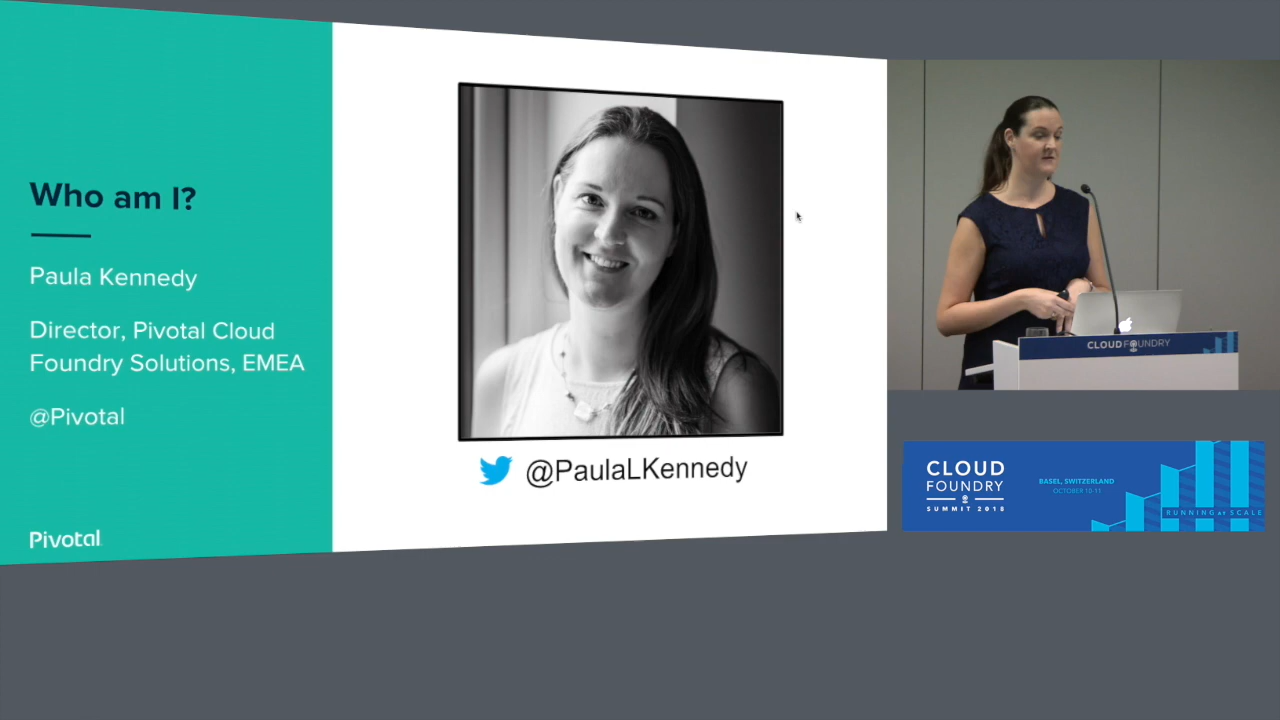 Who am I?
Paula Kennedy
Director, Pivotal Cloud
Foundry Solutions, EMEA
@Pivotal
Pivotal
@PaulaLKennedy
CLOUD FOUNDRY
CLOUD
FOUNDRY
SUMMIT 2018
BASEL, SWITZERLAND
OCTOBER 10-11
RUNNING AT SCALE